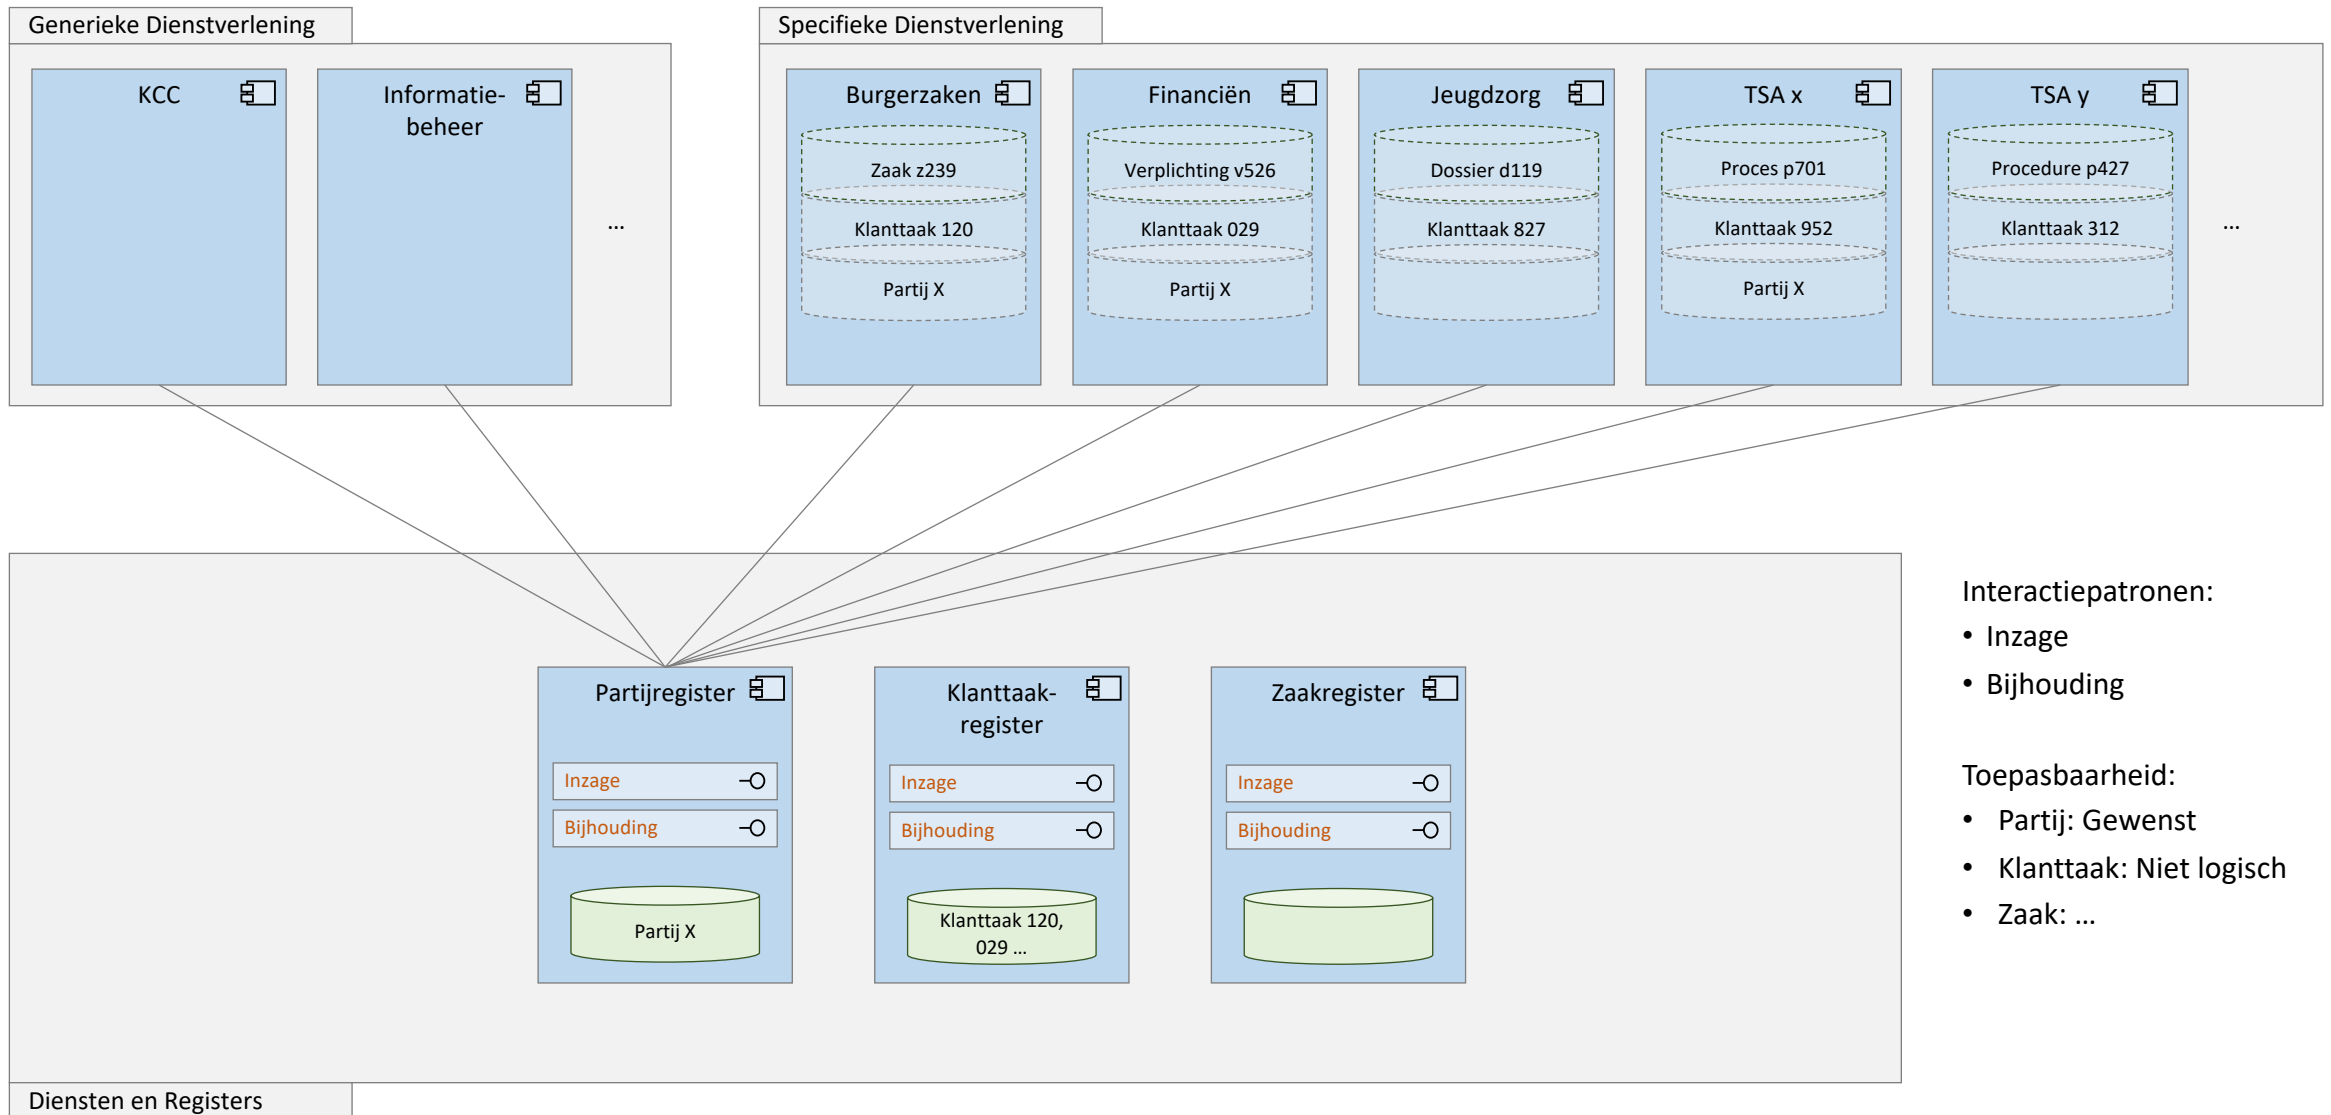 Generieke Dienstverlening
Specifieke Dienstverlening
KCC
Informatie-
beheer
...
Burgerzaken
Zaak z239
Klanttaak 120
Partij X
Financiën
Verplichting v526
Klanttaak 029
Partij X
Jeugdzorg
Dossier d119
Klanttaak 827
TSA x
Proces p701
Klanttaak 952
Partij X
TSA y
Procedure p427
Klanttaak 312
...
Partijregister
Inzage
Bijhouding
Partij X
Klanttaak-
register
Inzage
Bijhouding
Klanttaak 120,
029 ...
Zaakregister
Inzage
Bijhouding
Interactiepatronen:
• Inzage
• Bijhouding
Toepasbaarheid:
• Partij: Gewenst
• Klanttaak: Niet logisch
• Zaak: ...
Diensten en Registers